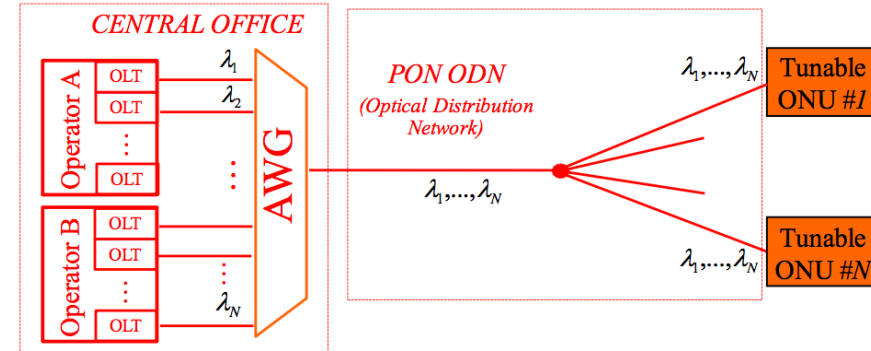 CENTRAL OFFICE
Operator A
OLT
OLT
...
OLT
λ1
λ2
...
Operator B
OLT
OLT
...
OLT
...
λN
AWG
PON ODN
(Optical Distribution
Network)
λ1,...,λN
λ1,...,λN
Tunable
ONU #1
λ1,...,λN
Tunable
ONU #N